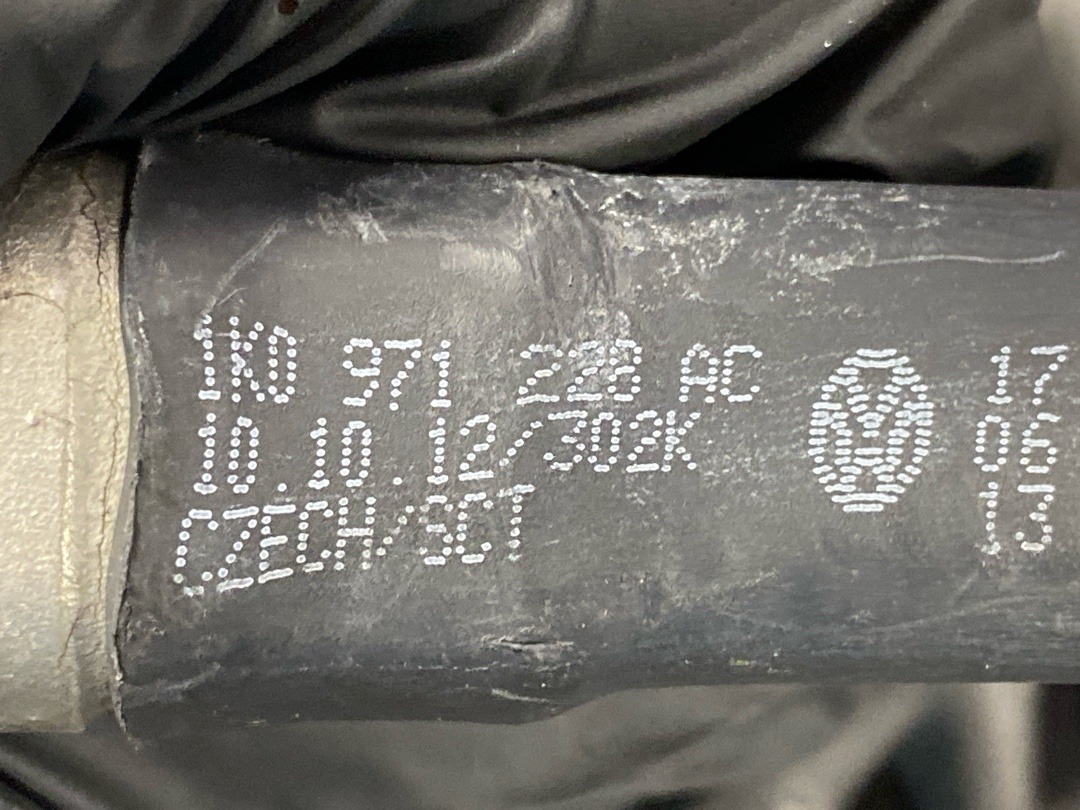 1K0 971 228 AC
10.10.12/302K
CZECH/SCT
17
06
13